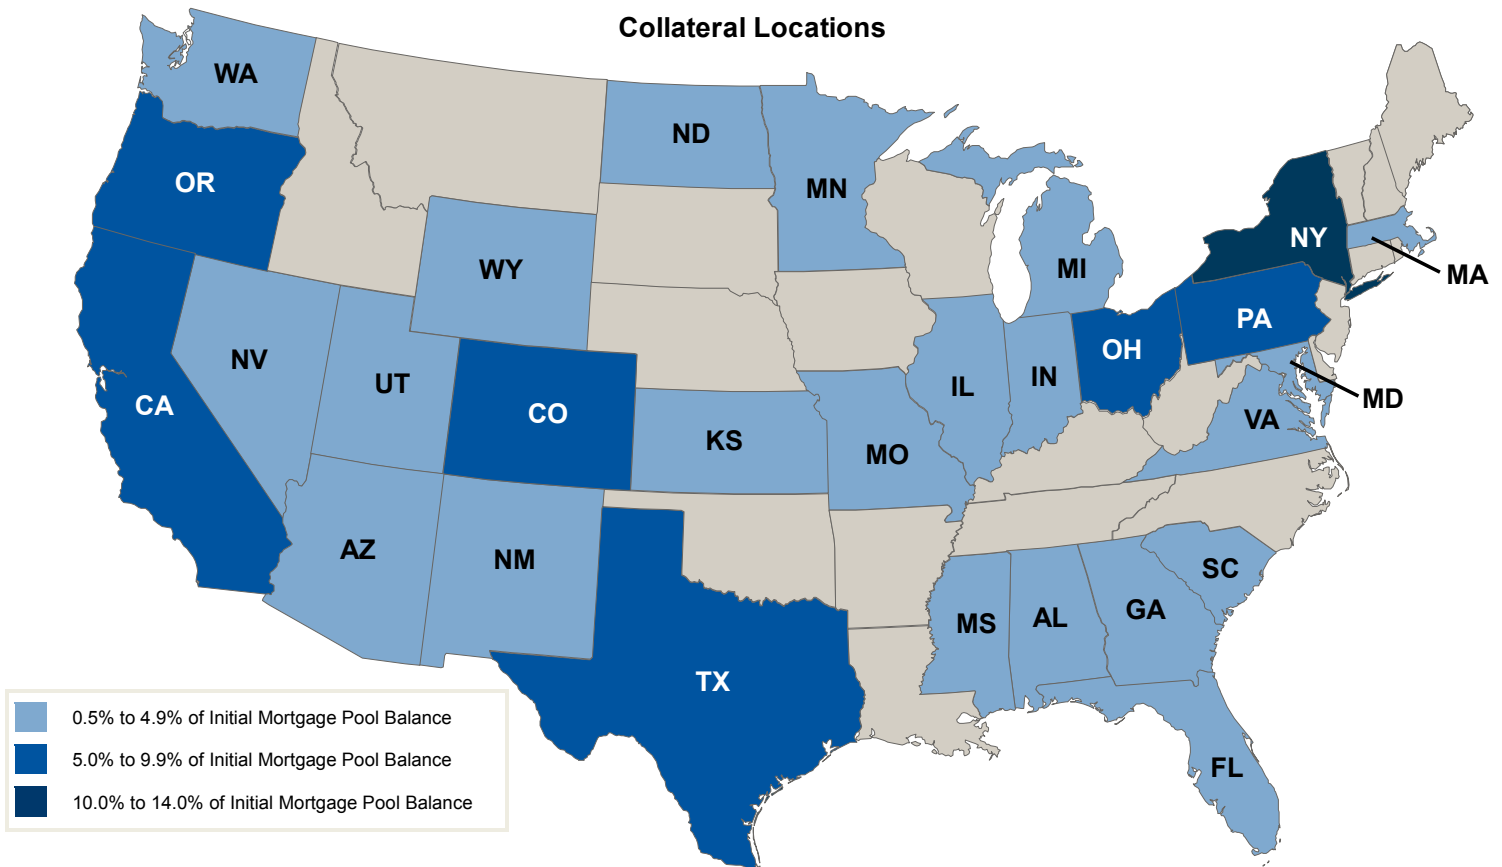 Collateral Locations
WA
ND
OR
MN
NY
WY
MI
MA
PA
NV
OH
UT
IN
IL
MD
CA
CO
VA
KS
MO
AZ
NM
SC
GA
AL
MS
TX
FL
0.5% to 4.9% of Initial Mortgage Pool Balance
5.0% to 9.9% of Initial Mortgage Pool Balance
10.0% to 14.0% of Initial Mortgage Pool Balance